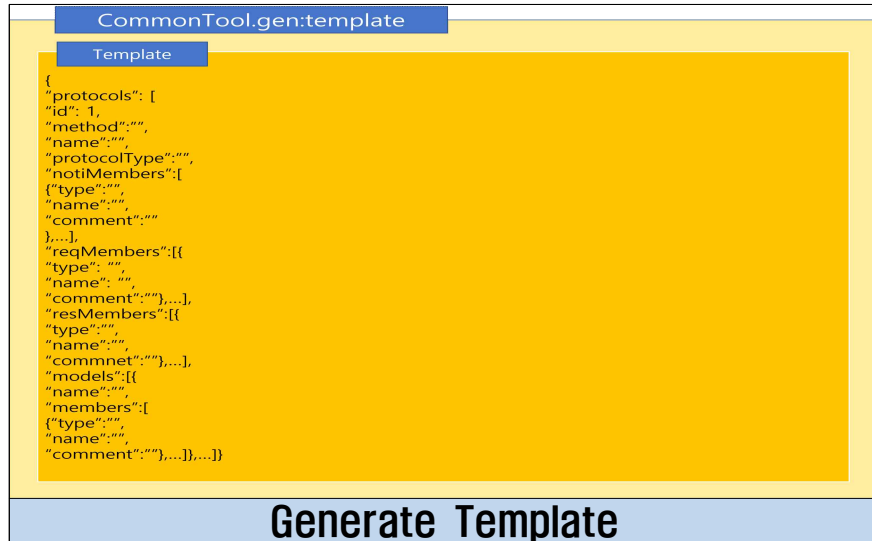 CommonTool.gen:template
Template
{
“protocols”: [
“id”: 1,
“method”:“”,
“name”:“”,
“protocolType”:“”,
“notiMembers”:[
{“type”:“”,
“name”:“”,
“comment”:“”
},...],
“reqMembers”:[{
“type”: “”,
“name”: “”,
“comment”:“”},...],
“resMembers”:[{
“type”:“”,
“name”:“”,
“commnet”:“”},...],
“models”:[{
“name”:“”,
“members”:[
{“type”:“”,
“name”:“”,
“comment”:“”},...]},...]}
Generate Template